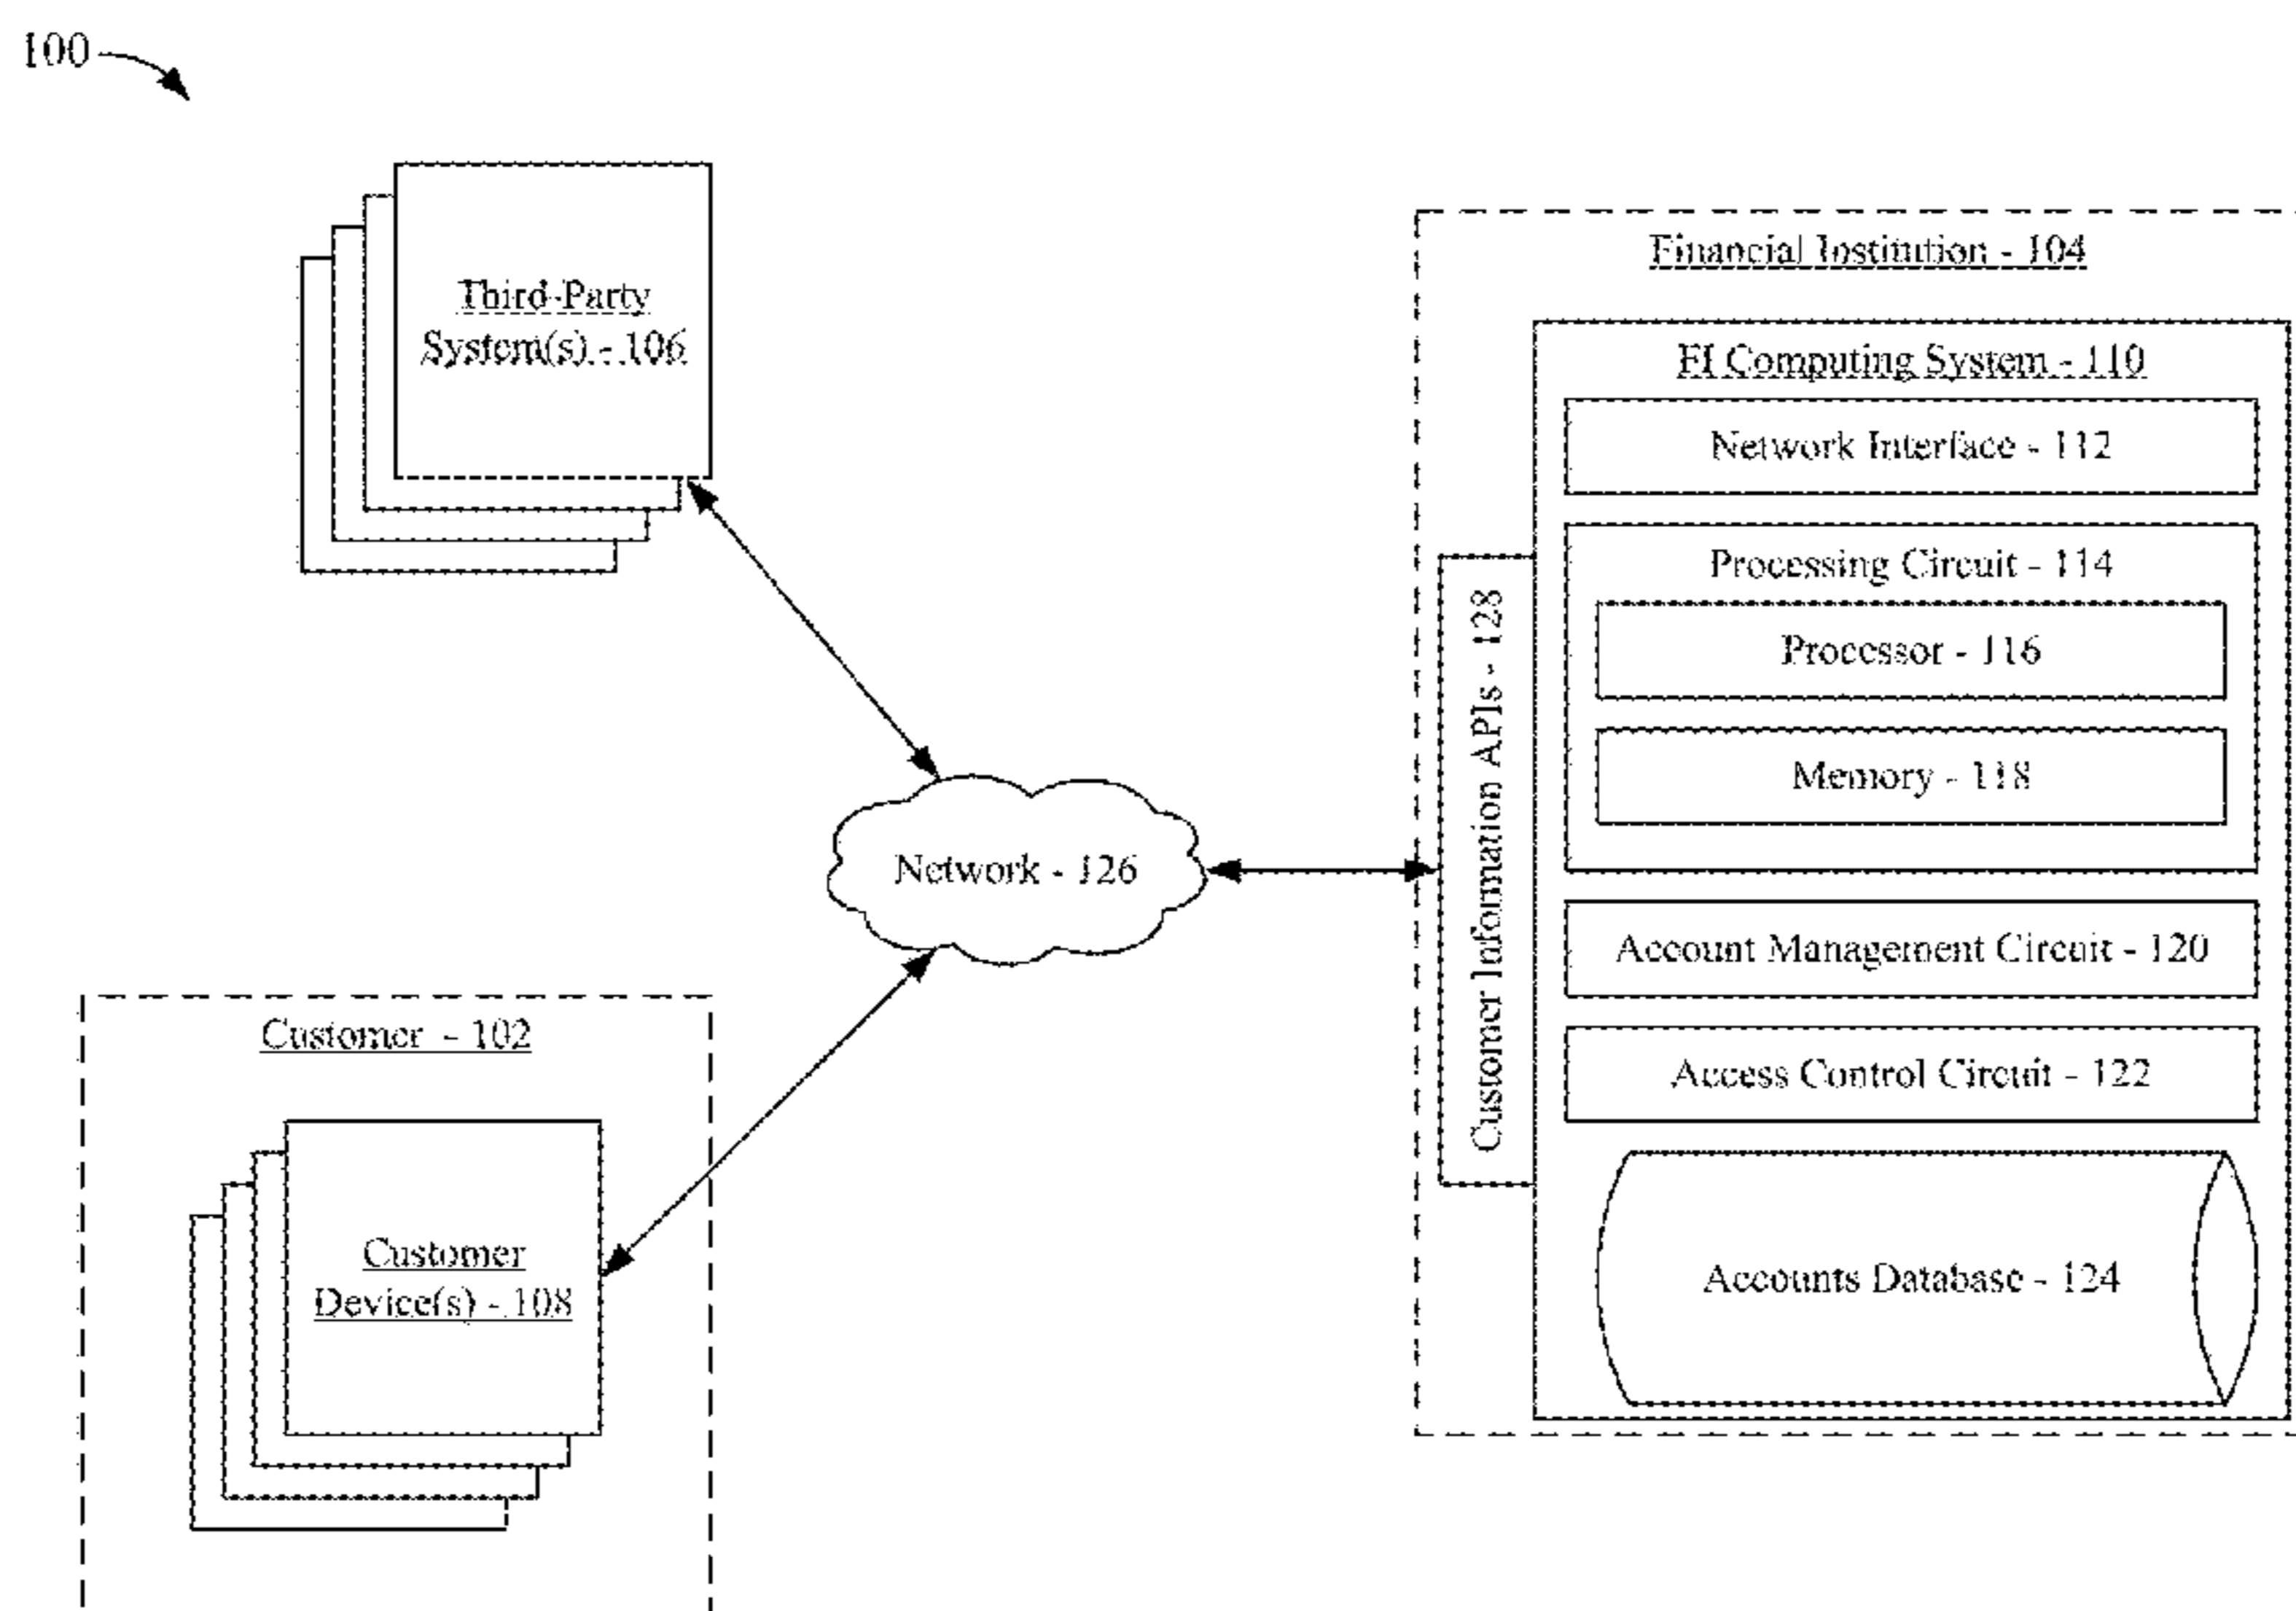 100
Third-Party
System(s) - 106
Financial Institution - 104
FI Computing System - 110
Network Interface - 112
Processing Circuit - 114
Processor - 116
Memory - 118
Customer Information APIs - 128
Network - 126
Account Management Circuit - 120
Access Control Circuit - 122
Accounts Database - 124
Customer - 102
Customer
Device(s) - 108